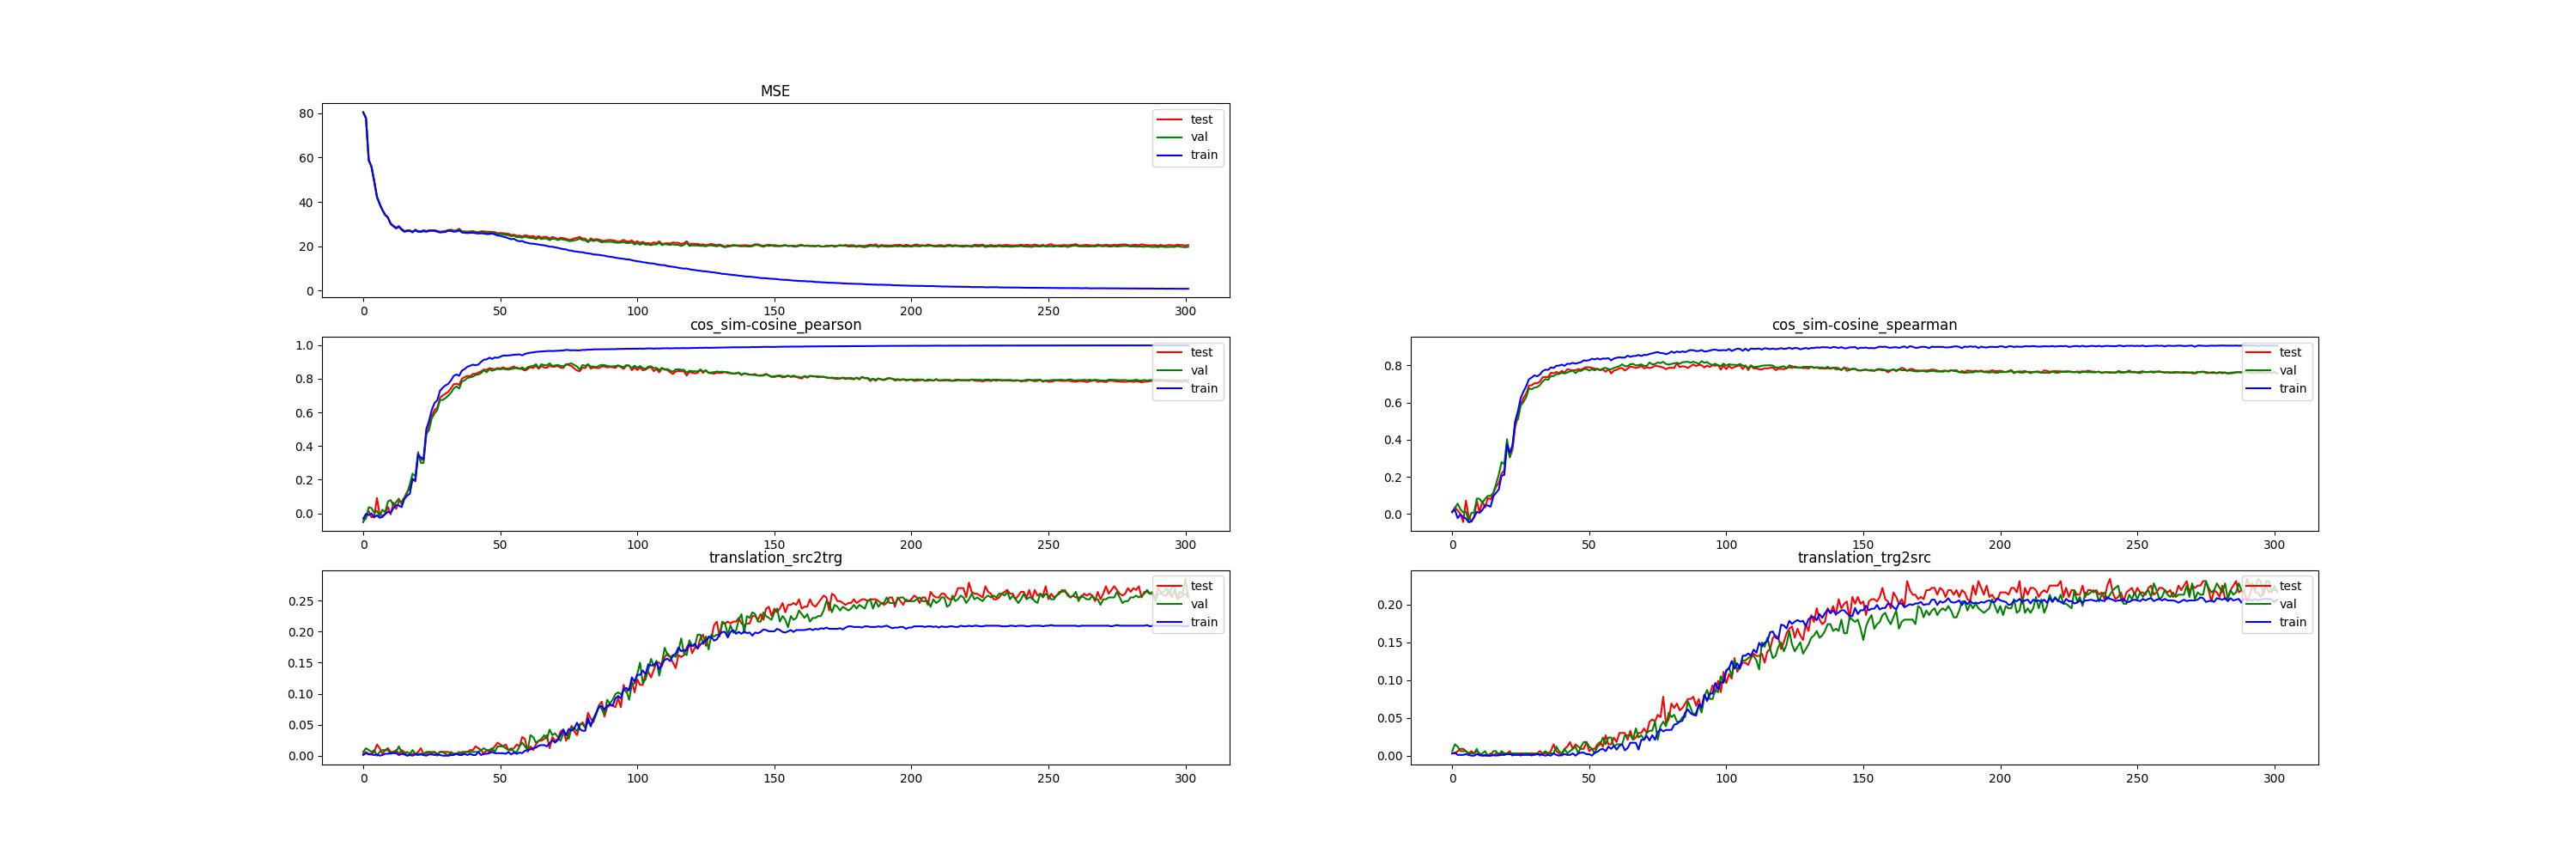 MSE
80
60
40
20
0
test
val
train
0 50 100 150 200 250 300
cos_sim-cosine_pearson
1.0
0.8
0.6
0.4
0.2
0.0
test
val
train
0 50 100 150 200 250 300
cos_sim-cosine_spearman
0.8
0.6
0.4
0.2
0.0
test
val
train
0 50 100 150 200 250 300
translation_src2trg
0.25
0.20
0.15
0.10
0.05
0.00
test
val
train
0 50 100 150 200 250 300
translation_trg2src
0.20
0.15
0.10
0.05
0.00
test
val
train
0 50 100 150 200 250 300